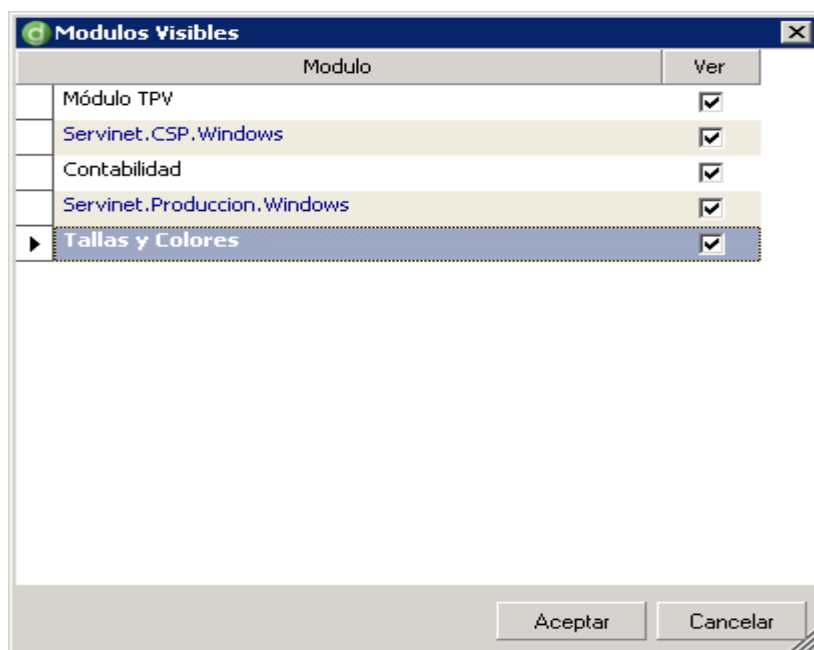 Modulos Visibles
Modulo Ver
Módulo TPV
Servinet.CSP.Windows
Contabilidad
Servinet.Produccion.Windows
Tallas y Colores
Aceptar Cancelar